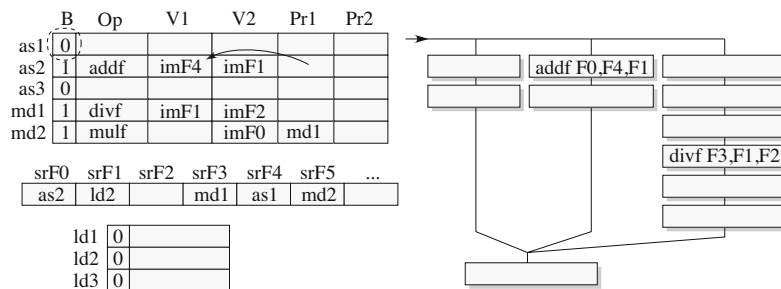 B Op V1 V2 Pr1 Pr2
as1 0
as2 1 addf imF4 imF1
as3 0
md1 1 divf imF1 imF2
md2 1 mulf imF0 md1
srF0 srF1 srF2 srF3 srF4 srF5 ...
as2 ld2 md1 as1 md2
ld1 0
ld2 0
ld3 0
addf F0,F4,F1
divf F3,F1,F2